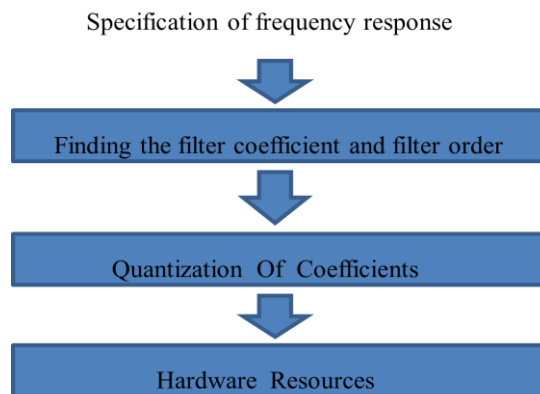 Specification of frequency response
Finding the filter coefficient and filter order
Quantization Of Coefficients
Hardware Resources